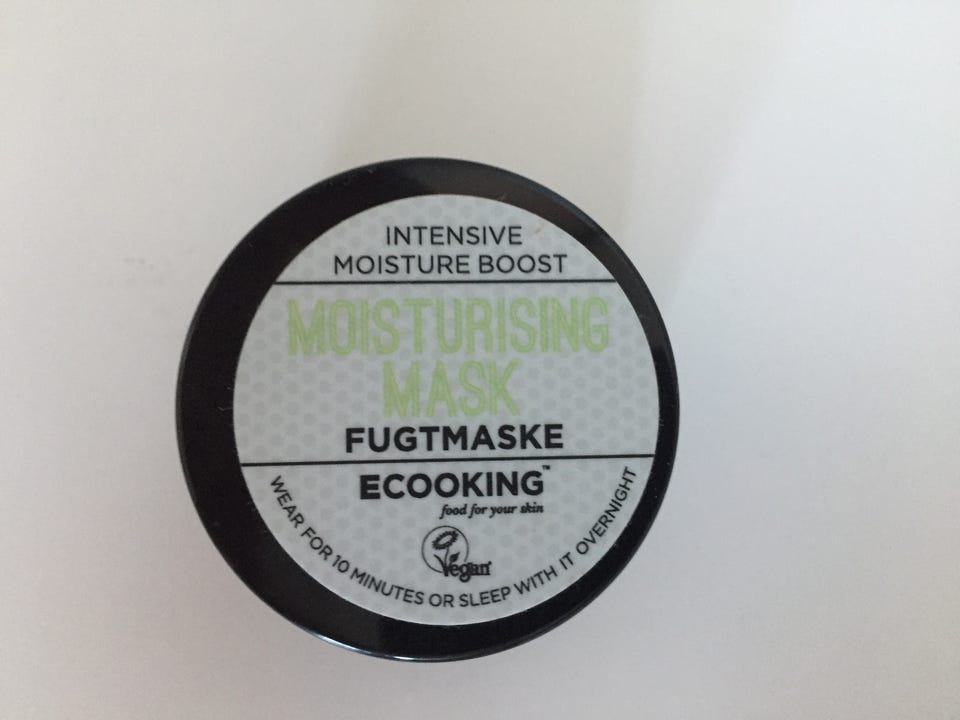 INTENSIVE
MOISTURE BOOST
MOISTURISING
MASK
FUGTMASKE
ECOOKING™
food for your skin
Vegan
WEAR FOR 10 MINUTES OR SLEEP WITH IT OVERNIGHT